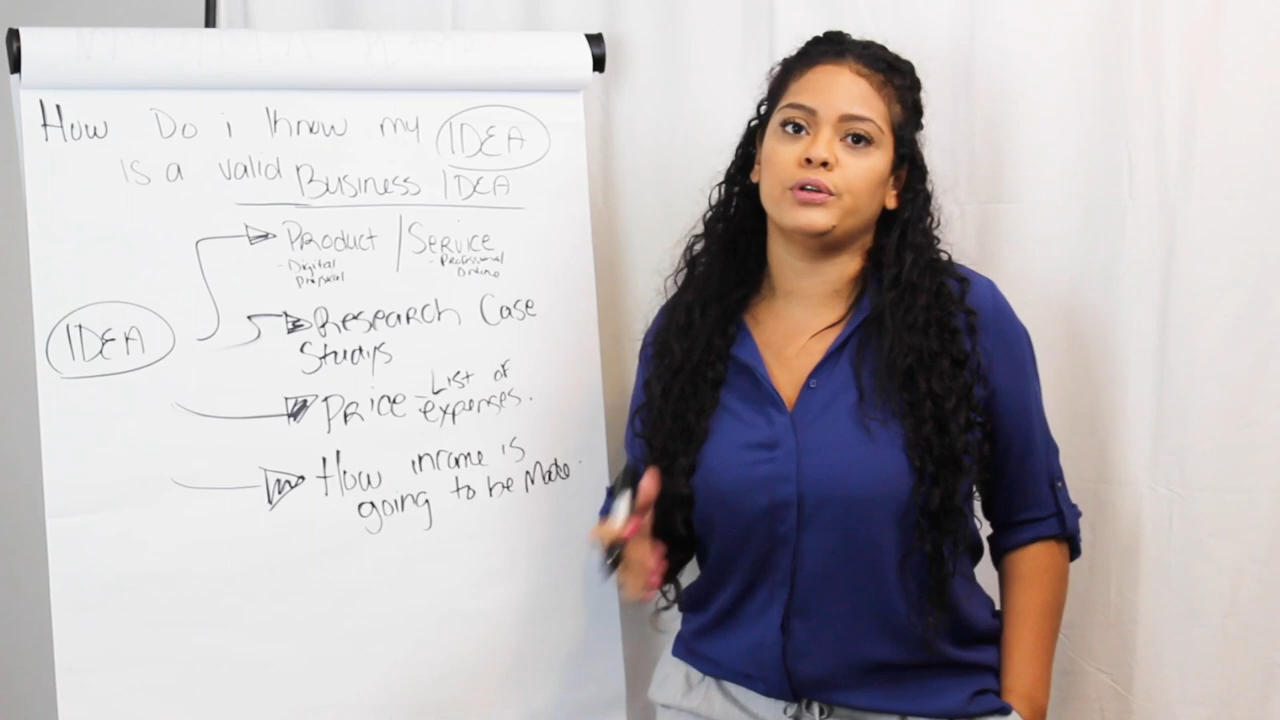 How Do i Know my IDEA
is a valid Business IDEA
Product / Service
- Digital
- Professional
Online
IDEA
Research Case
Studys
Price - List of
expenses.
How income is
going to be Made.